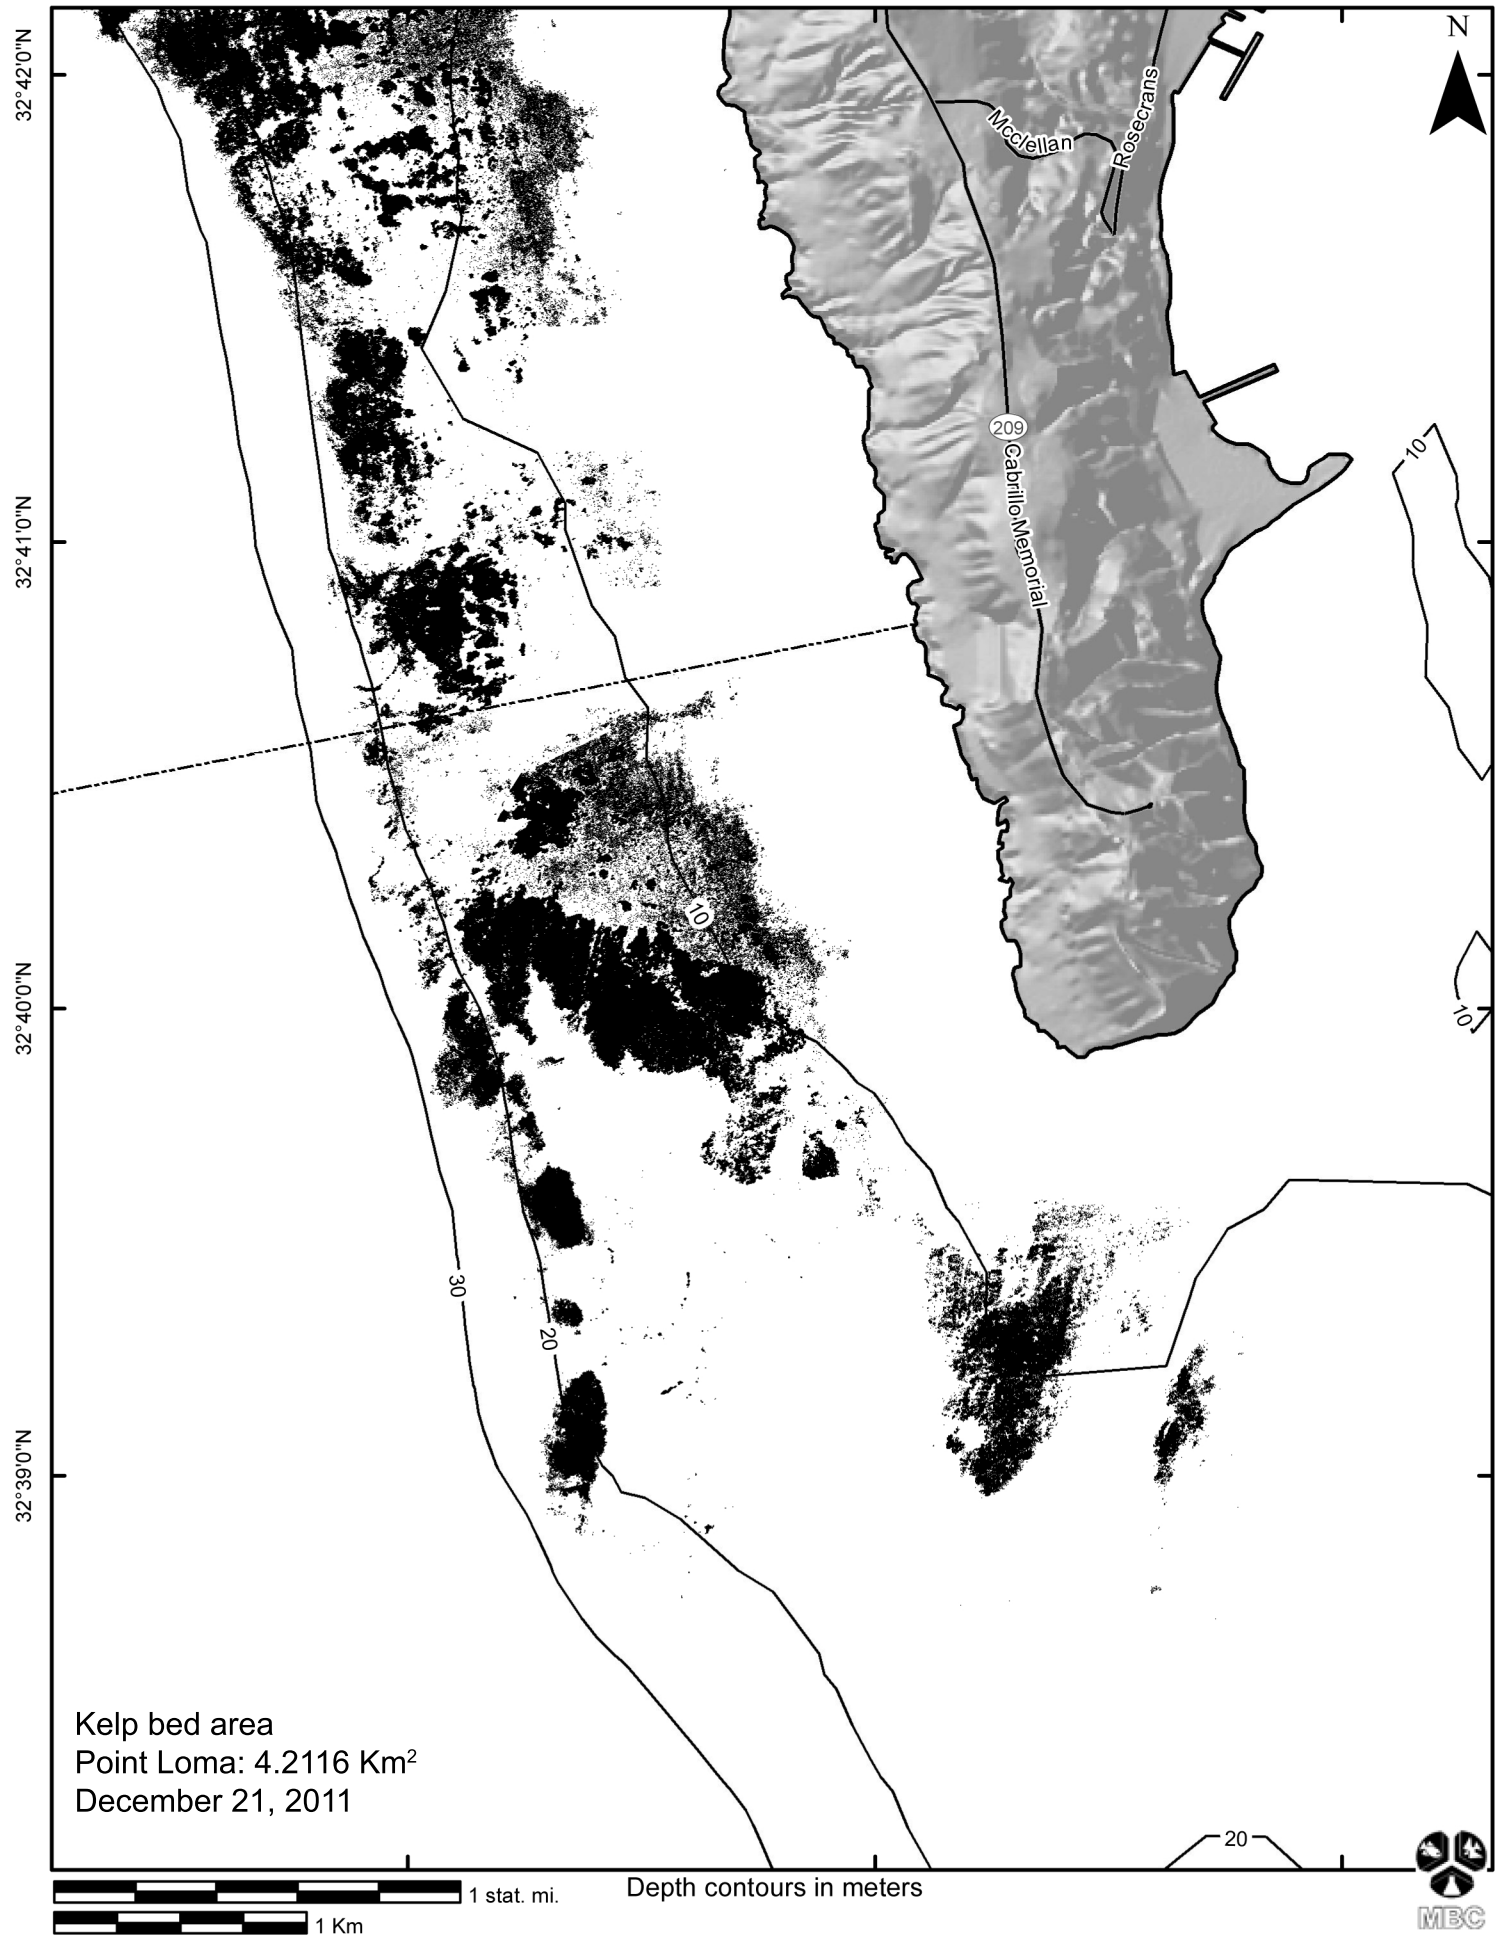 N
32°42'0"N
Mcclellan
Rosecrans
209
Cabrillo Memorial
10
32°41'0"N
10
32°40'0"N
10
30
20
32°39'0"N
Kelp bed area
Point Loma: 4.2116 Km²
December 21, 2011
20
1 stat. mi.
Depth contours in meters
1 Km
MBC